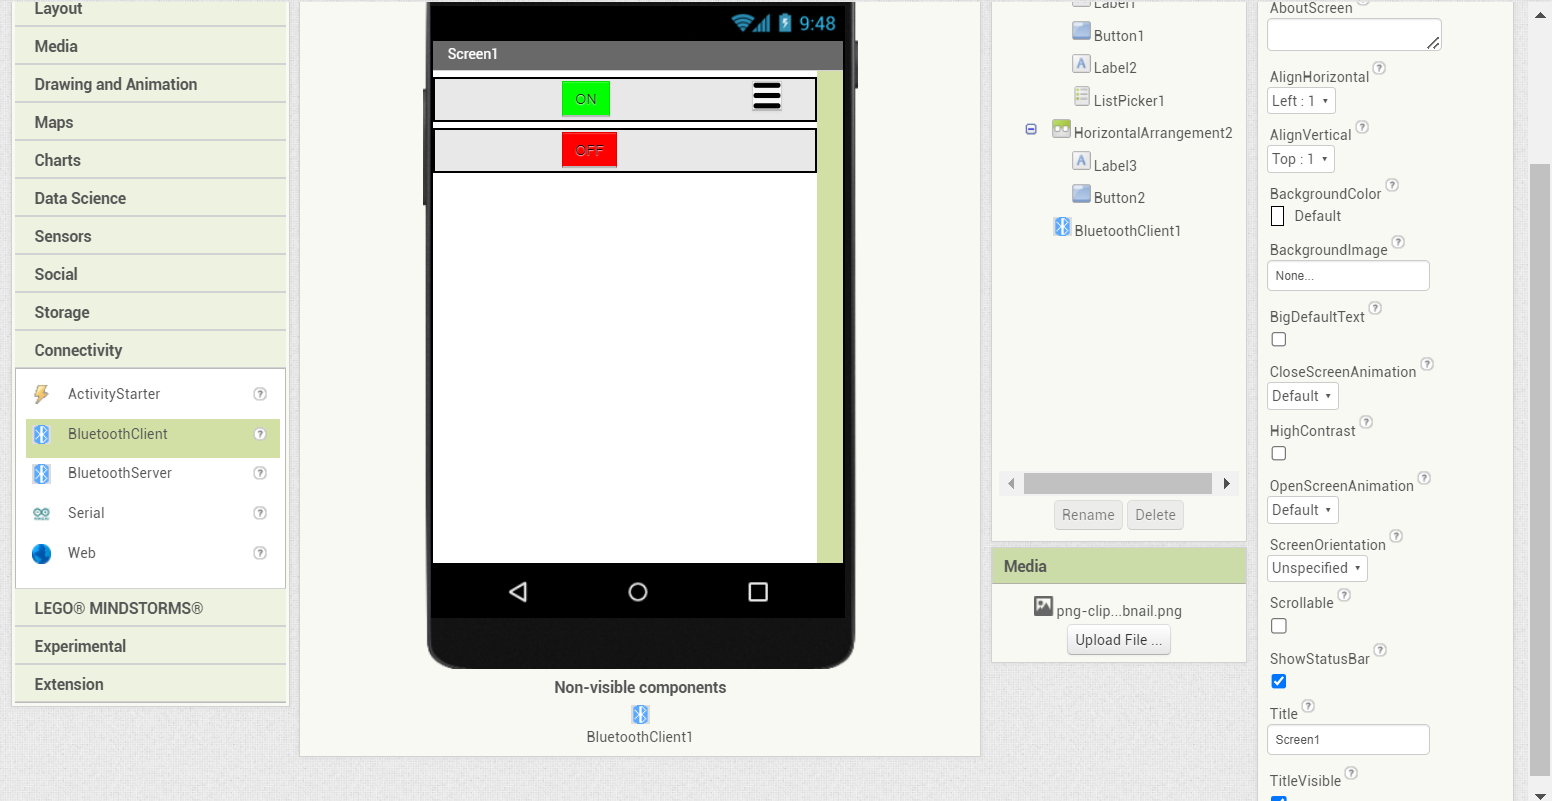 Layout
Media
Drawing and Animation
Maps
Charts
Data Science
Sensors
Social
Storage
Connectivity
ActivityStarter ?
BluetoothClient ?
BluetoothServer ?
Serial ?
Web ?
LEGO® MINDSTORMS®
Experimental
Extension
9:48
Screen1
ON
OFF
Non-visible components
BluetoothClient1
Label1
Button1
Label2
ListPicker1
HorizontalArrangement2
Label3
Button2
BluetoothClient1
Rename Delete
Media
png-clip...bnail.png
Upload File ...
AboutScreen
AlignHorizontal ?
Left : 1
AlignVertical ?
Top : 1
BackgroundColor ?
Default
BackgroundImage ?
None...
BigDefaultText ?
CloseScreenAnimation ?
Default
HighContrast ?
OpenScreenAnimation ?
Default
ScreenOrientation ?
Unspecified
Scrollable ?
ShowStatusBar ?
Title ?
Screen1
TitleVisible ?